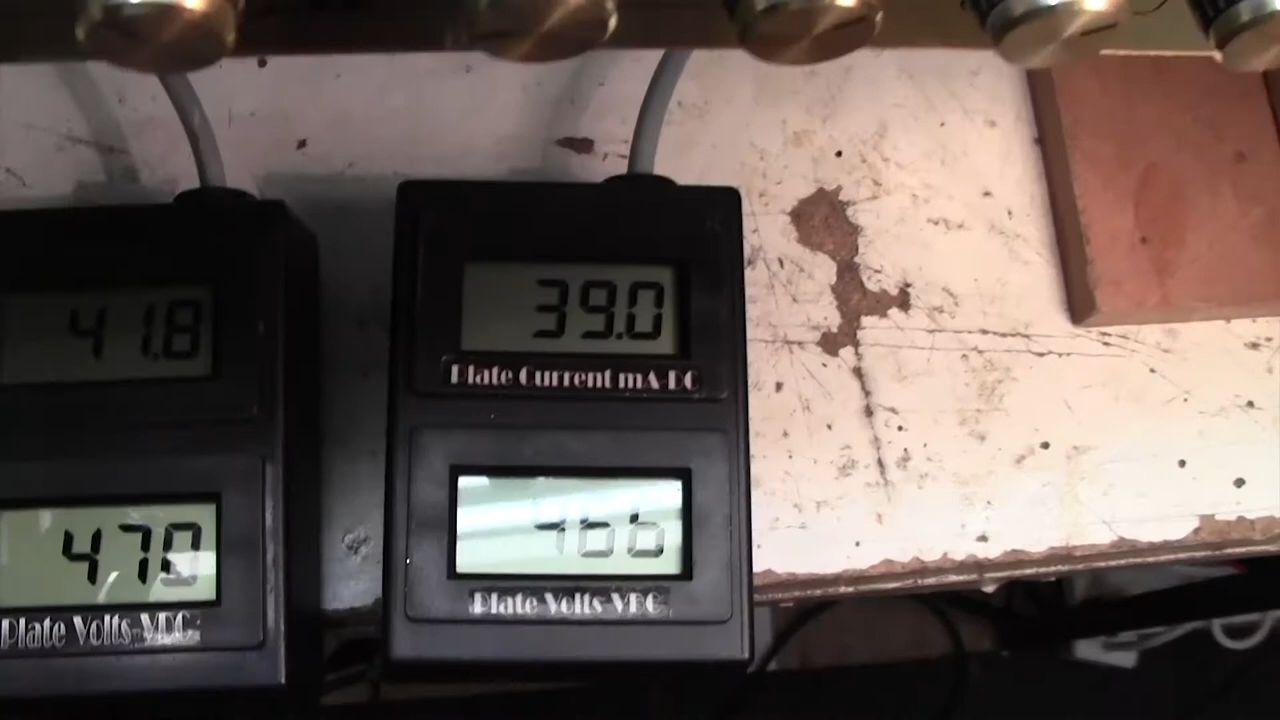 41.8
470
Plate Volts-VDC
39.0
Plate Current mA-DC
466
Plate Volts-VDC